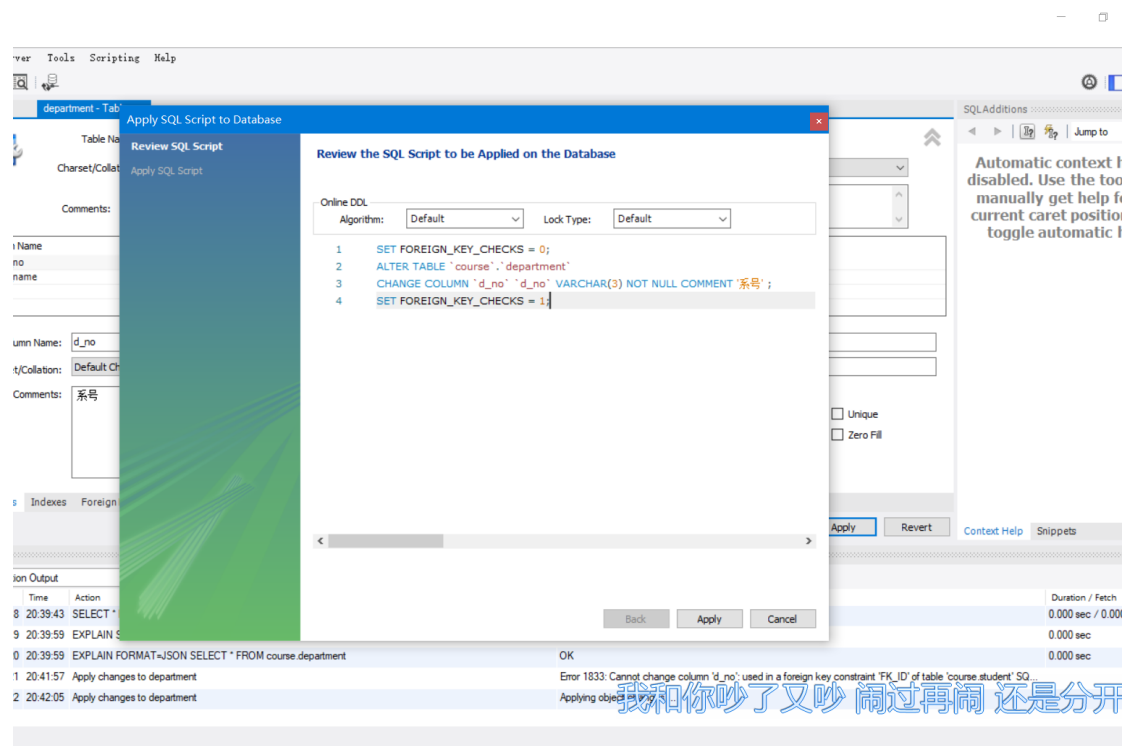 Tools Scripting Help
department - Tab
Table Na
Charset/Collat
Comments:
Name
no
name
umn Name: d_no
t/Collation: Default Ch
Comments: 系号
Indexes Foreign
Apply SQL Script to Database
Review SQL Script
Apply SQL Script
Review the SQL Script to be Applied on the Database
Online DDL
Algorithm: Default Lock Type: Default
1 SET FOREIGN_KEY_CHECKS = 0;
2 ALTER TABLE `course`.`department`
3 CHANGE COLUMN `d_no` `d_no` VARCHAR(3) NOT NULL COMMENT '系号' ;
4 SET FOREIGN_KEY_CHECKS = 1;
Back Apply Cancel
Unique
Zero Fill
Apply Revert
SQLAdditions
Jump to
Automatic context h
disabled. Use the too
manually get help fo
current caret position
toggle automatic h
Context Help Snippets
ion Output
Time Action Duration / Fetch
8 20:39:43 SELECT * 0.000 sec / 0.000
9 20:39:59 EXPLAIN S 0.000 sec
0 20:39:59 EXPLAIN FORMAT=JSON SELECT * FROM course.department OK 0.000 sec
1 20:41:57 Apply changes to department Error 1833: Cannot change column 'd_no': used in a foreign key constraint 'FK_ID' of table 'course.student' SQ...
2 20:42:05 Apply changes to department Applying obje
我和你吵了又吵 闹过再闹 还是分开